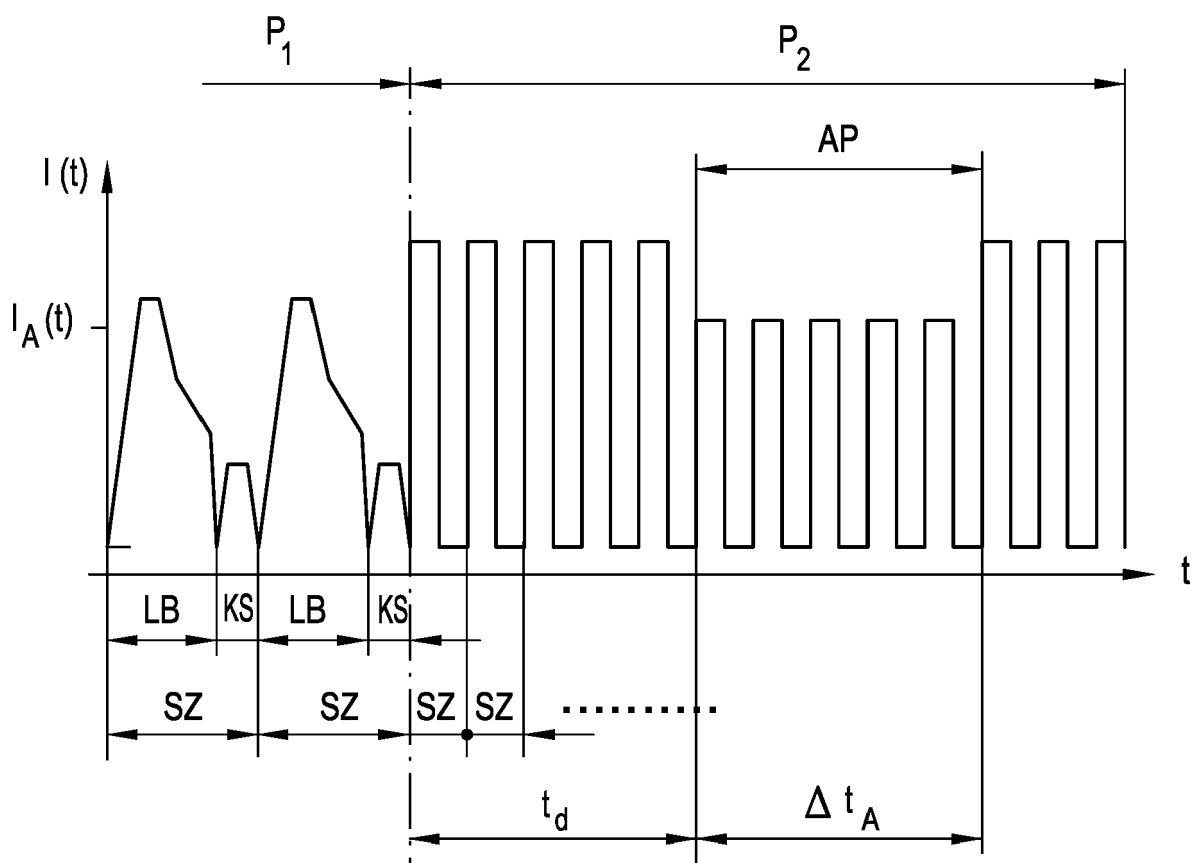 P1 P2
AP
I (t)
IA (t)
t
LB KS LB KS
SZ SZ SZ SZ ............
td Δ tA